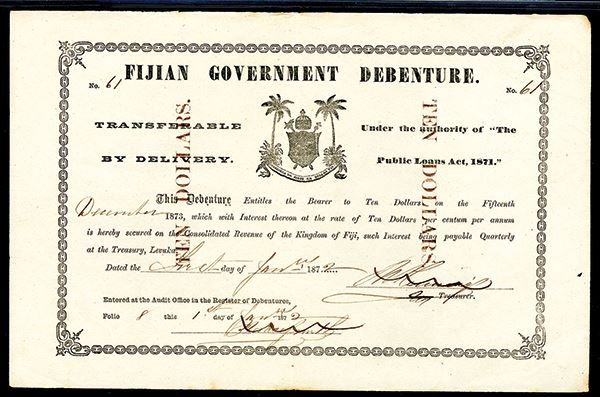 FIJIAN GOVERNMENT DEBENTURE.
No. 61
No. 61
TRANSFERABLE
BY DELIVERY.
Under the authority of "The
Public Loans Act, 1871."
TEN DOLLARS.
TEN DOLLARS.
This Debenture Entitles the Bearer to Ten Dollars on the Fifteenth
December 1873, which with Interest thereon at the rate of Ten Dollars per centum per annum
is hereby secured on the Consolidated Revenue of the Kingdom of Fiji, such Interest being payable Quarterly
at the Treasury, Levuka.
Dated the First day of Janry 1872
Treasurer.
Entered at the Audit Office in the Register of Debentures,
Folio 8 this 1st day of Janry 1872